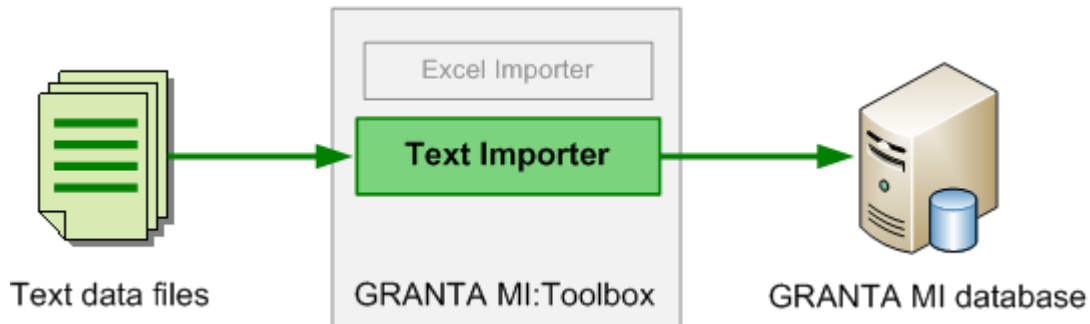 Excel Importer
Text Importer
Text data files
GRANTA MI:Toolbox
GRANTA MI database